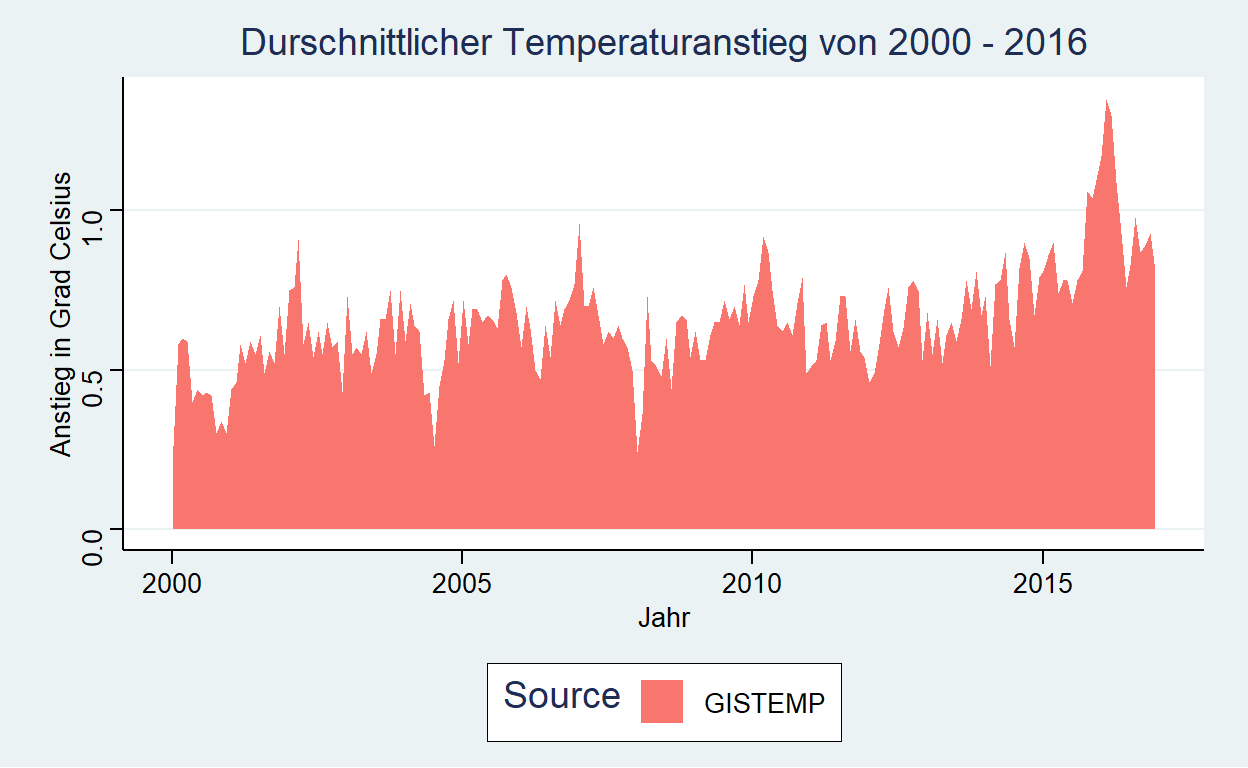 Durschnittlicher Temperaturanstieg von 2000 - 2016
Anstieg in Grad Celsius
1.0
0.5
0.0
2000 2005 2010 2015
Jahr
Source GISTEMP